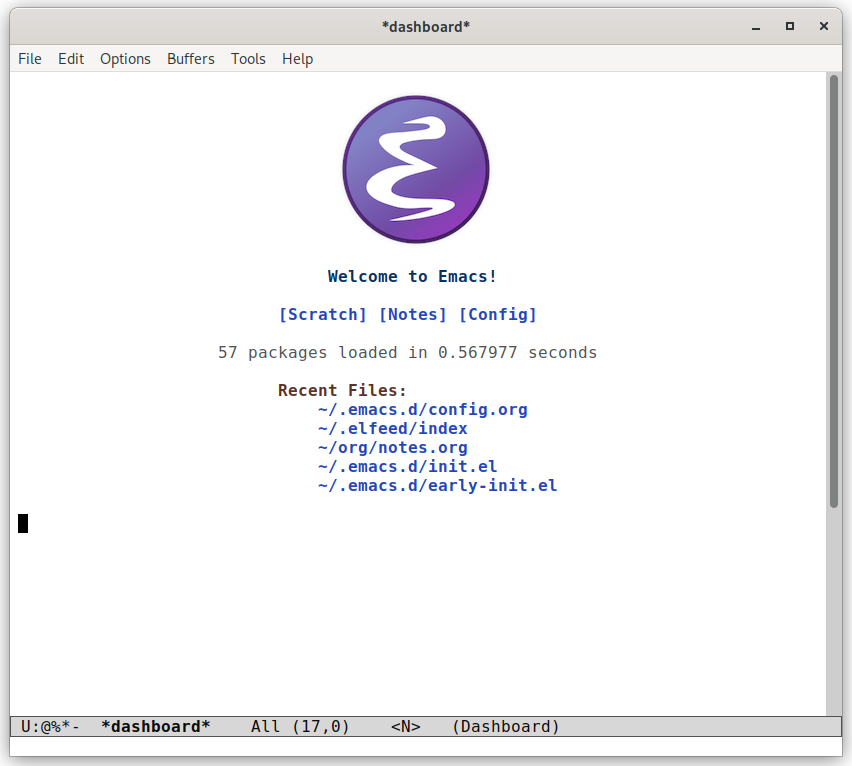 *dashboard*
File Edit Options Buffers Tools Help
Welcome to Emacs!
[Scratch] [Notes] [Config]
57 packages loaded in 0.567977 seconds
Recent Files:
~/.emacs.d/config.org
~/.elfeed/index
~/org/notes.org
~/.emacs.d/init.el
~/.emacs.d/early-init.el
U:@%*- *dashboard* All (17,0) <N> (Dashboard)